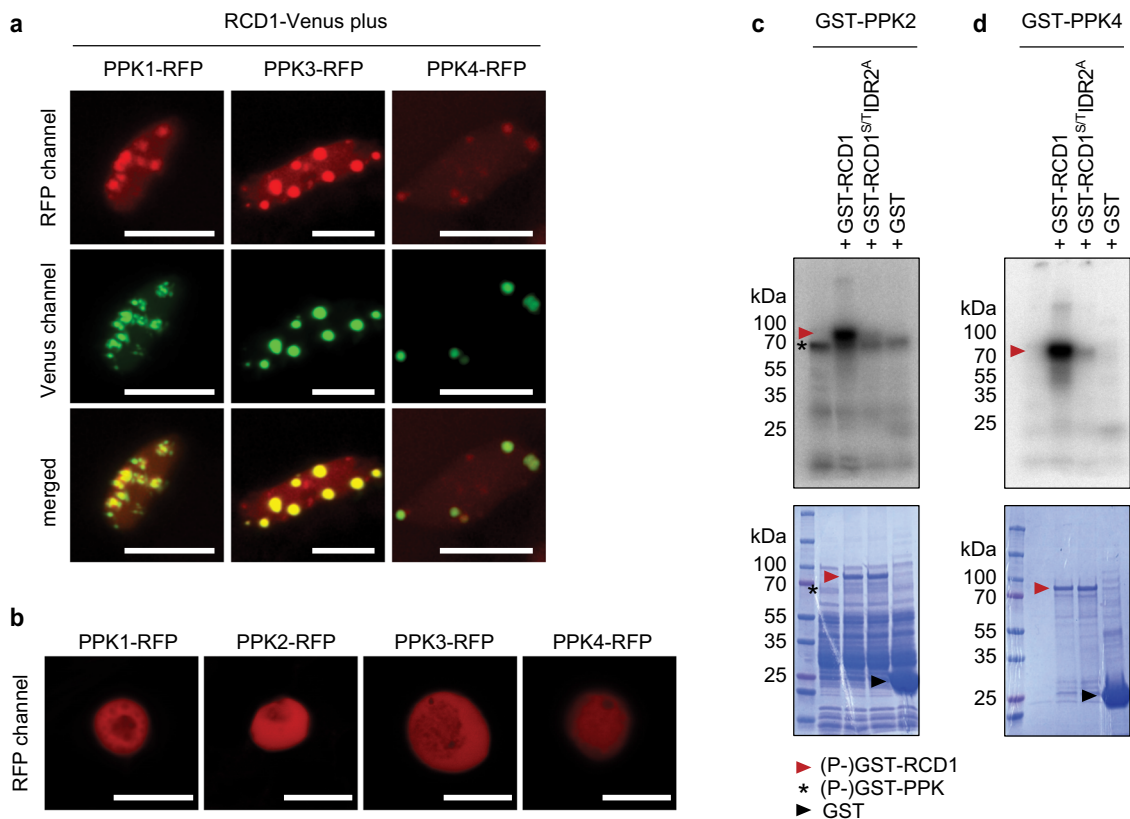 a
RCD1-Venus plus
PPK1-RFP PPK3-RFP PPK4-RFP
RFP channel
Venus channel
merged
b
PPK1-RFP PPK2-RFP PPK3-RFP PPK4-RFP
RFP channel
c
GST-PPK2
+ GST-RCD1
+ GST-RCD1S/TIDR2A
+ GST
kDa
100
70
*
55
35
25
kDa
100
70
*
55
35
25
d
GST-PPK4
+ GST-RCD1
+ GST-RCD1S/TIDR2A
+ GST
kDa
100
70
55
35
25
kDa
100
70
55
35
25
(P-)GST-RCD1
* (P-)GST-PPK
GST